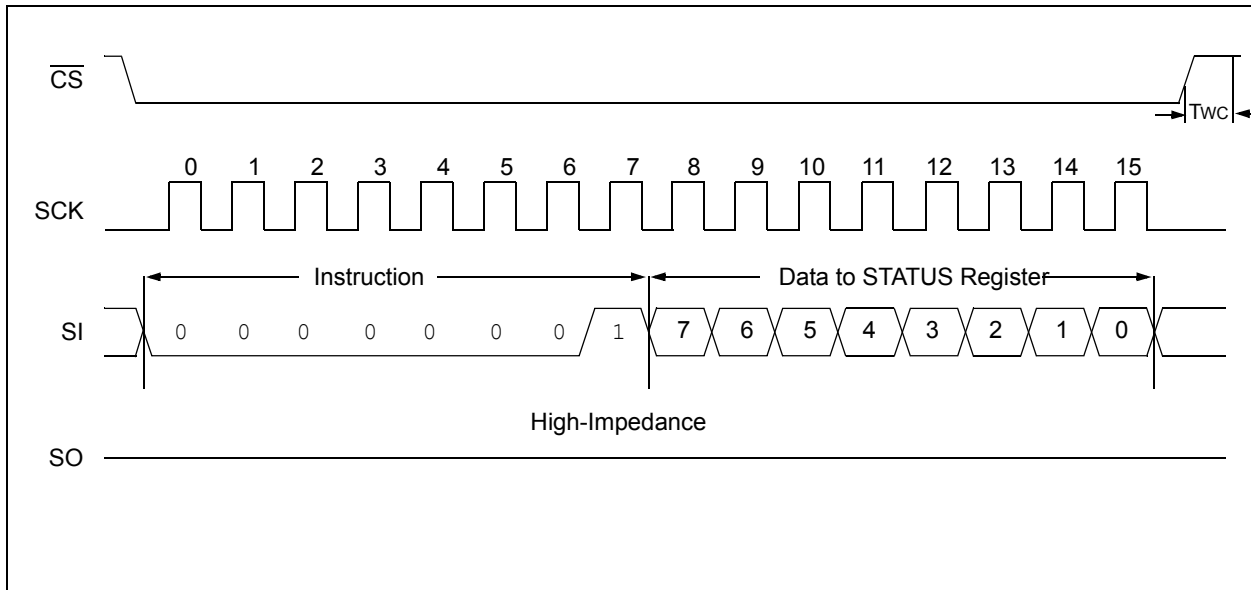 CS
TWC
0 1 2 3 4 5 6 7 8 9 10 11 12 13 14 15
SCK
Instruction Data to STATUS Register
SI 0 0 0 0 0 0 0 1 7 6 5 4 3 2 1 0
High-Impedance
SO